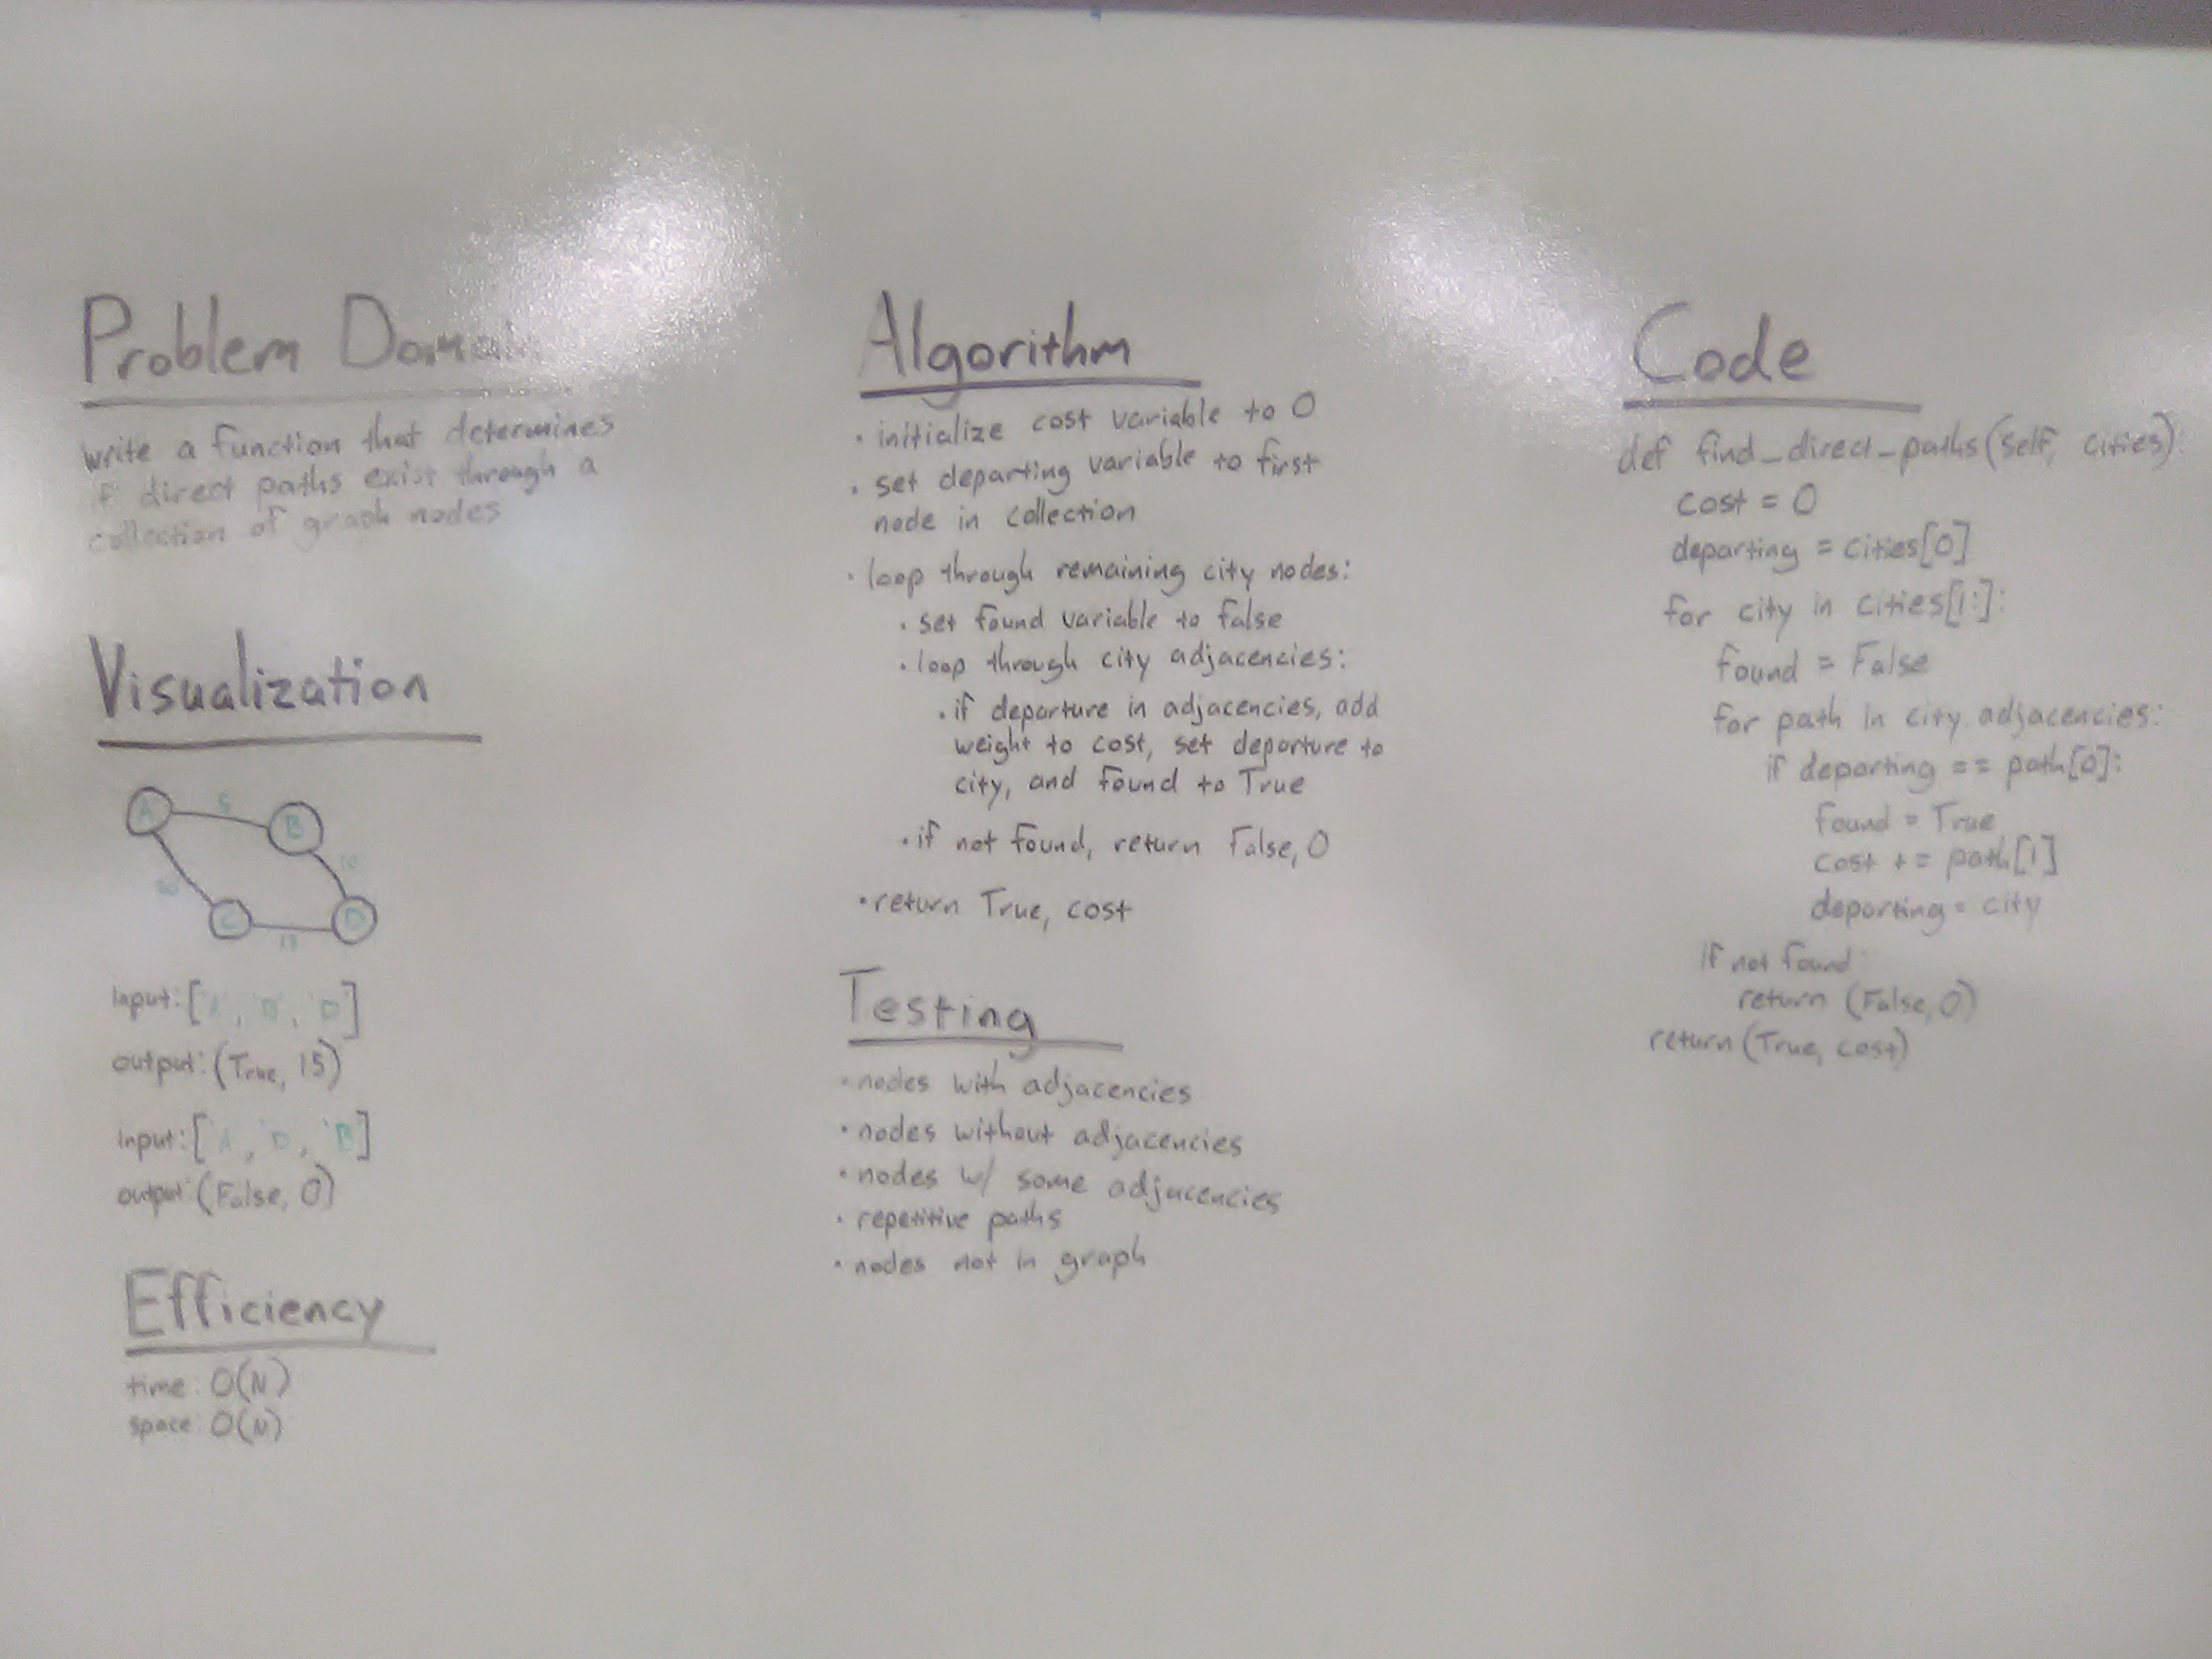 Problem Domain
write a function that determines
if direct paths exist through a
collection of graph nodes
Visualization
A 5 B
10
20
C D
15
input: ['A', 'B', 'D']
output: (True, 15)
input: ['A', 'D', 'B']
output: (False, 0)
Efficiency
time: O(N)
space: O(N)
Algorithm
• initialize cost variable to 0
• set departing variable to first
node in collection
• loop through remaining city nodes:
• set found variable to false
• loop through city adjacencies:
• if departure in adjacencies, add
weight to cost, set departure to
city, and found to True
• if not found, return False, 0
• return True, cost
Testing
• nodes with adjacencies
• nodes without adjacencies
• nodes w/ some adjacencies
• repetitive paths
• nodes not in graph
Code
def find_direct_paths(self, cities):
cost = 0
departing = cities[0]
for city in cities[1:]:
found = False
for path in city.adjacencies:
if departing == path[0]:
found = True
cost += path[1]
departing = city
if not found:
return (False, 0)
return (True, cost)